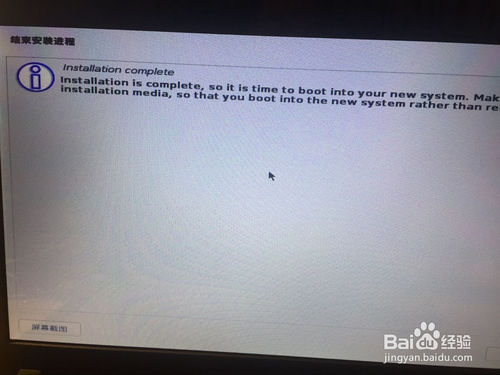 结束安装进程
Installation complete
Installation is complete, so it is time to boot into your new system. Mak
installation media, so that you boot into the new system rather than re
屏幕截图
Baidu 经验
jingyan.baidu.com